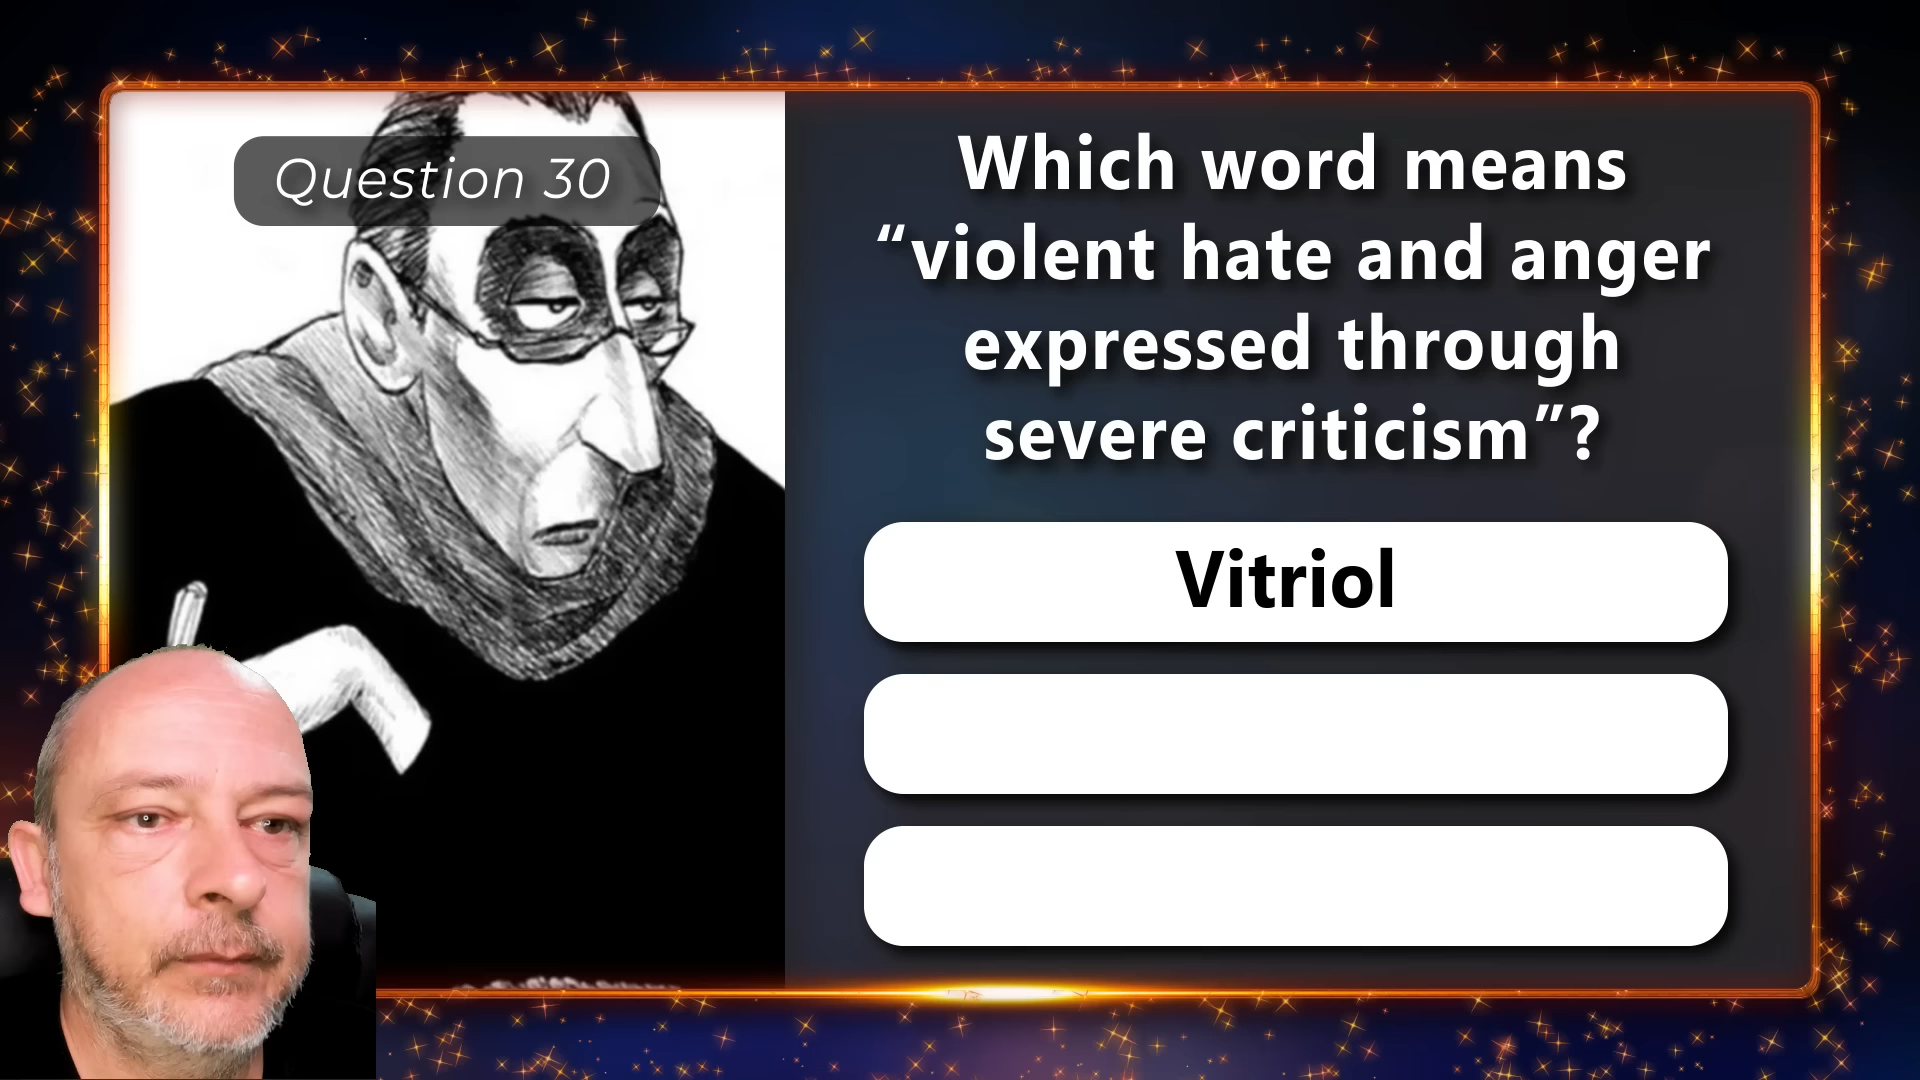 Question 30
Which word means
“violent hate and anger
expressed through
severe criticism”?
Vitriol